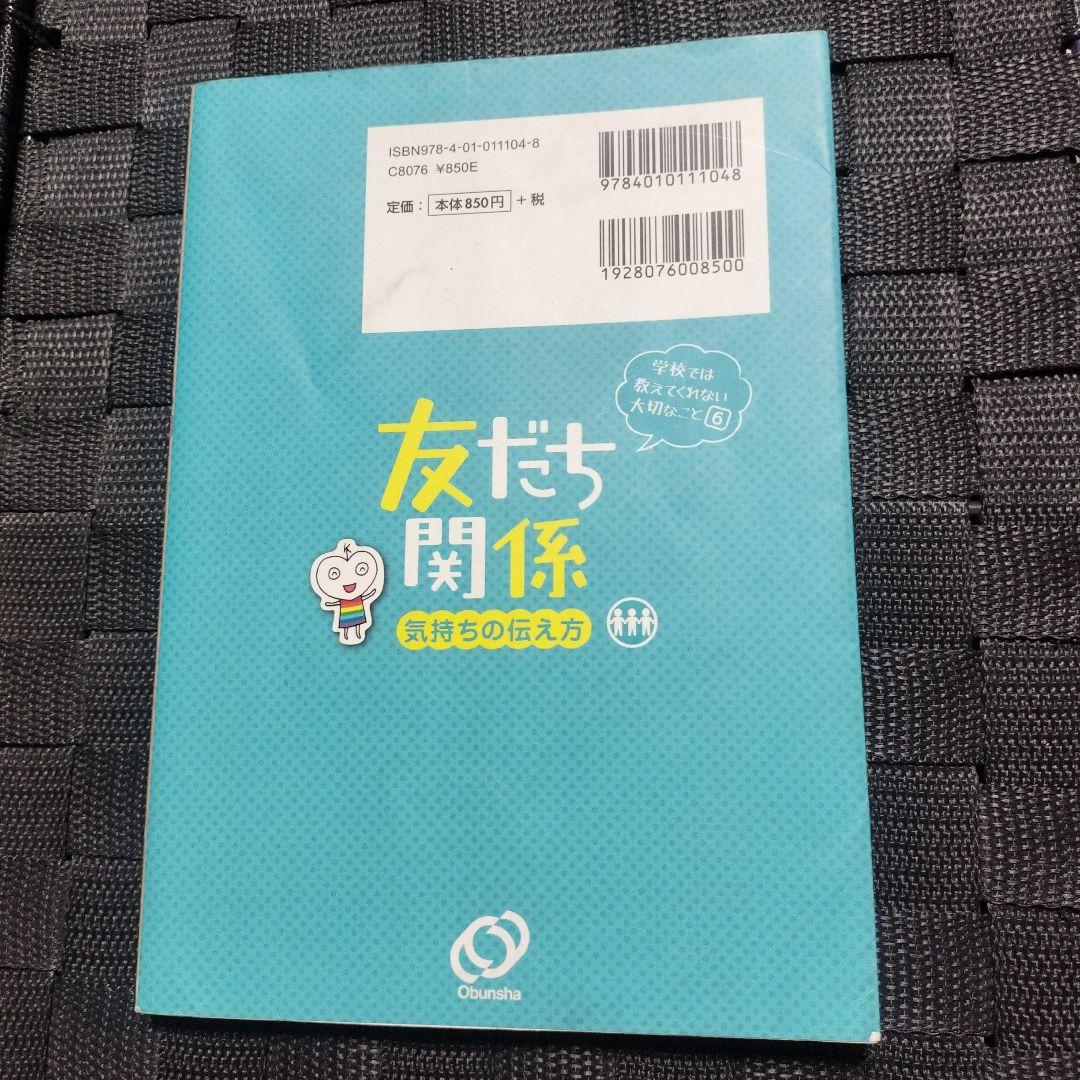 ISBN978-4-01-011104-8
C8076 ¥850E
定価： 本体850円 +税
9784010111048
1928076008500
学校では
教えてくれない
大切なこと 6
友だち
関係
K
気持ちの伝え方
Obunsha